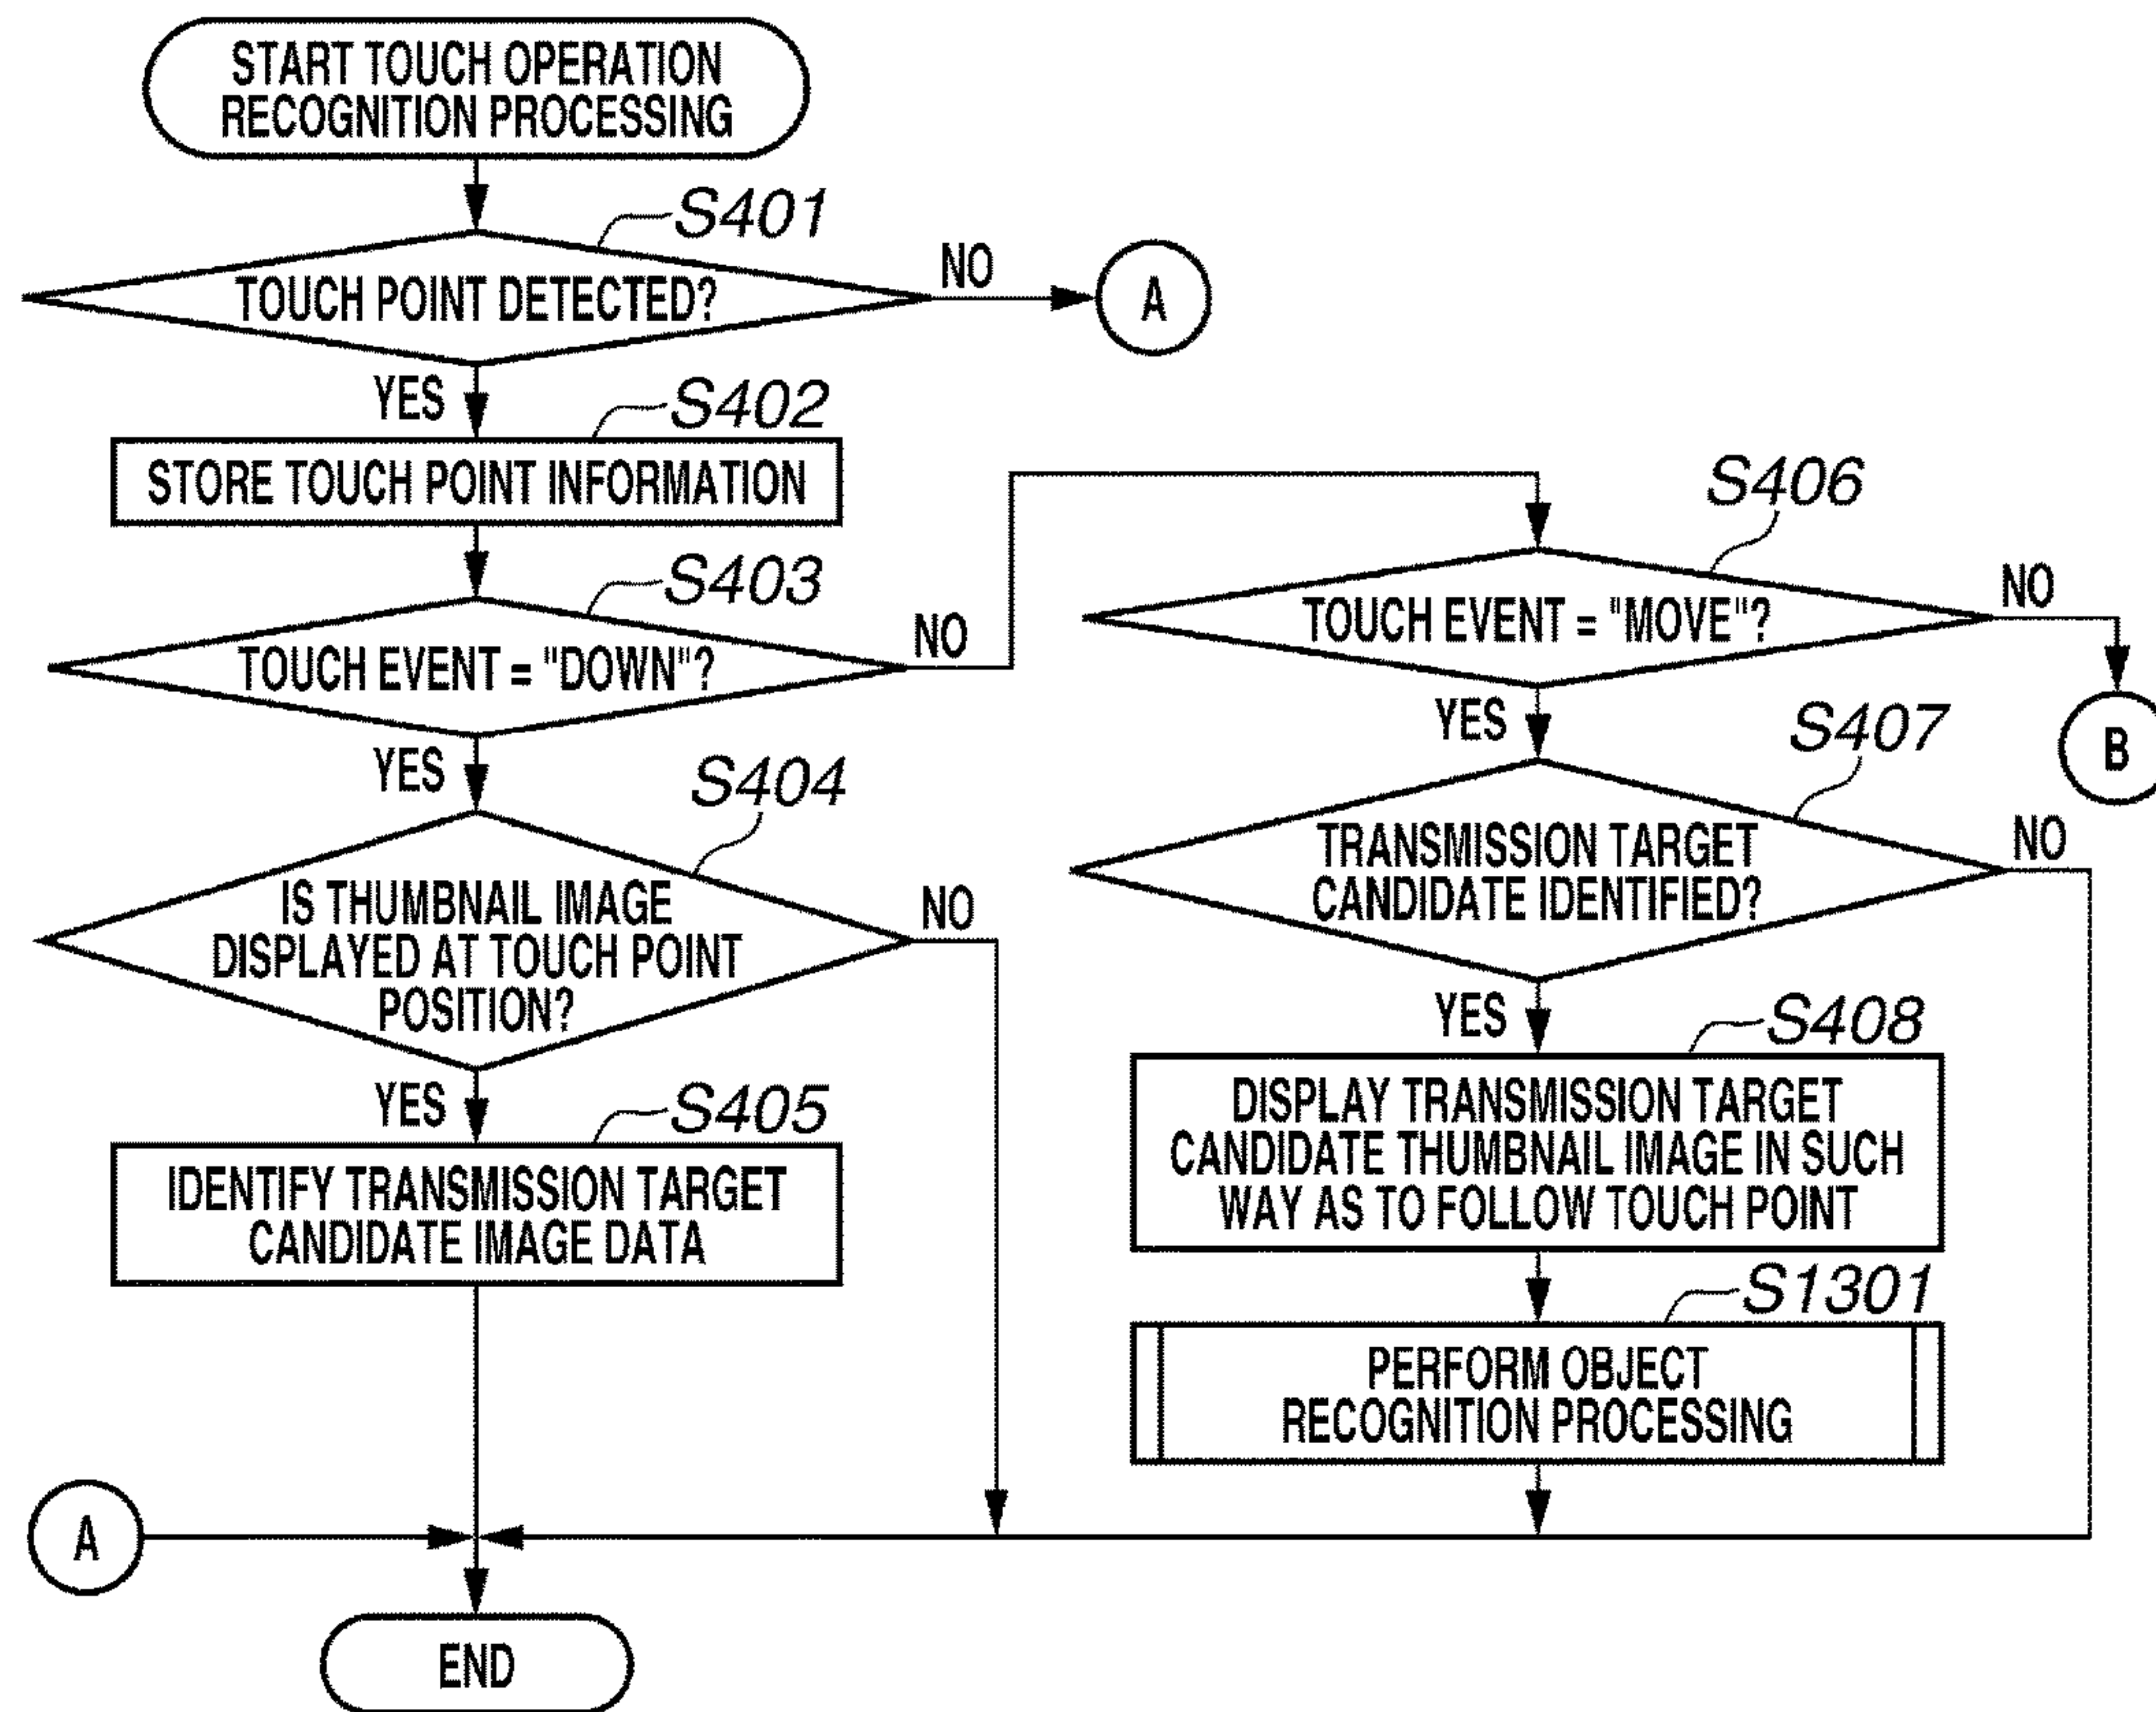 START TOUCH OPERATION
RECOGNITION PROCESSING
S401
TOUCH POINT DETECTED?
NO
A
YES
S402
STORE TOUCH POINT INFORMATION
S403
TOUCH EVENT = "DOWN"?
NO
YES
S404
IS THUMBNAIL IMAGE
DISPLAYED AT TOUCH POINT
POSITION?
NO
YES
S405
IDENTIFY TRANSMISSION TARGET
CANDIDATE IMAGE DATA
S406
TOUCH EVENT = "MOVE"?
NO
B
YES
S407
TRANSMISSION TARGET
CANDIDATE IDENTIFIED?
NO
YES
S408
DISPLAY TRANSMISSION TARGET
CANDIDATE THUMBNAIL IMAGE IN SUCH
WAY AS TO FOLLOW TOUCH POINT
S1301
PERFORM OBJECT
RECOGNITION PROCESSING
A
END